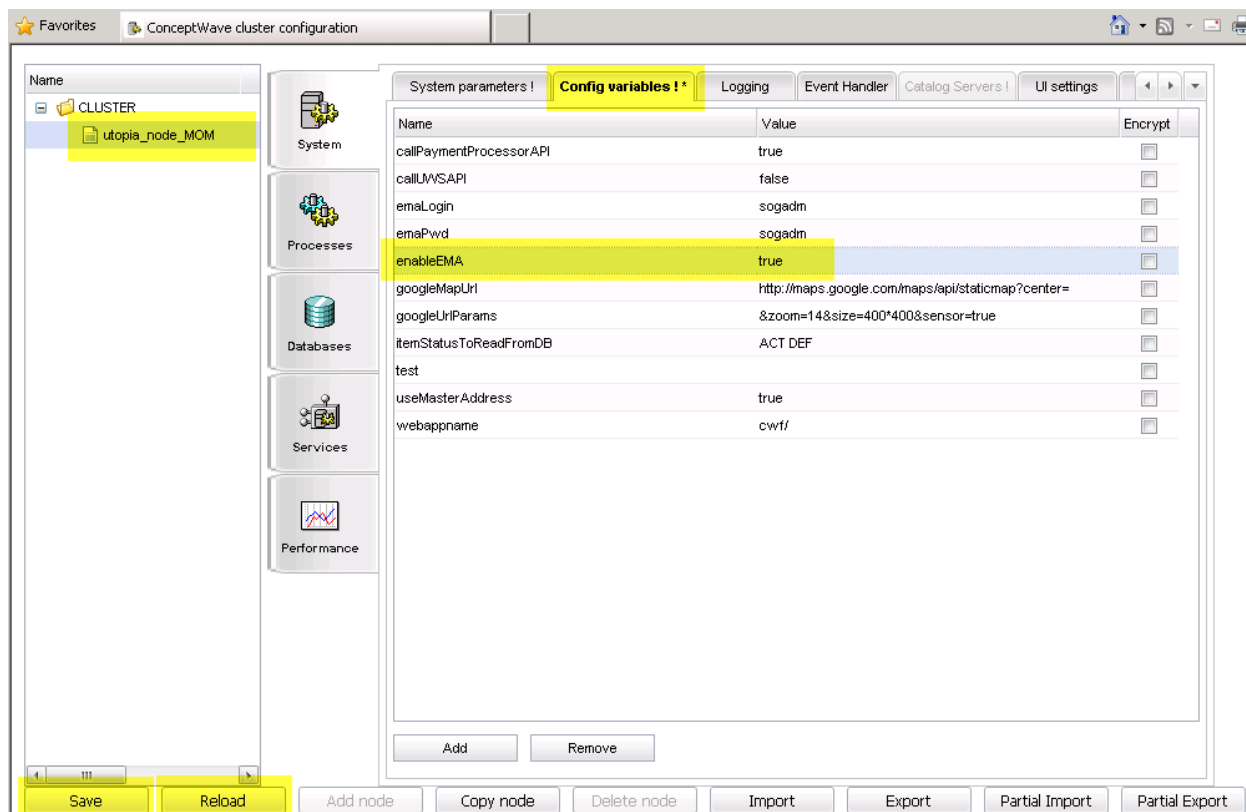 Favorites ConceptWave cluster configuration
Name
CLUSTER
utopia_node_MOM
System
Processes
Databases
Services
Performance
System parameters ! Config variables ! * Logging Event Handler Catalog Servers ! UI settings
Name Value Encrypt
callPaymentProcessorAPI true
callUWSAPI false
emaLogin sogadm
emaPwd sogadm
enableEMA true
googleMapUrl http://maps.google.com/maps/api/staticmap?center=
googleUrlParams &zoom=14&size=400*400&sensor=true
itemStatusToReadFromDB ACT DEF
test
useMasterAddress true
webappname cwf/
Add Remove
Save Reload Add node Copy node Delete node Import Export Partial Import Partial Export